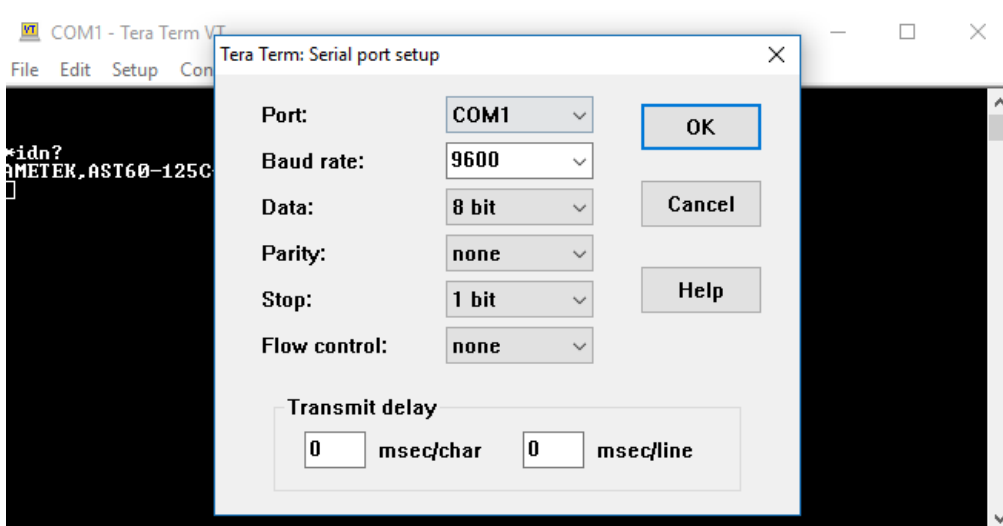 VT COM1 - Tera Term VT
File Edit Setup Con
*idn?
AMETEK,AST60-125C
Tera Term: Serial port setup
Port: COM1
Baud rate: 9600
Data: 8 bit
Parity: none
Stop: 1 bit
Flow control: none
OK
Cancel
Help
Transmit delay
0 msec/char 0 msec/line